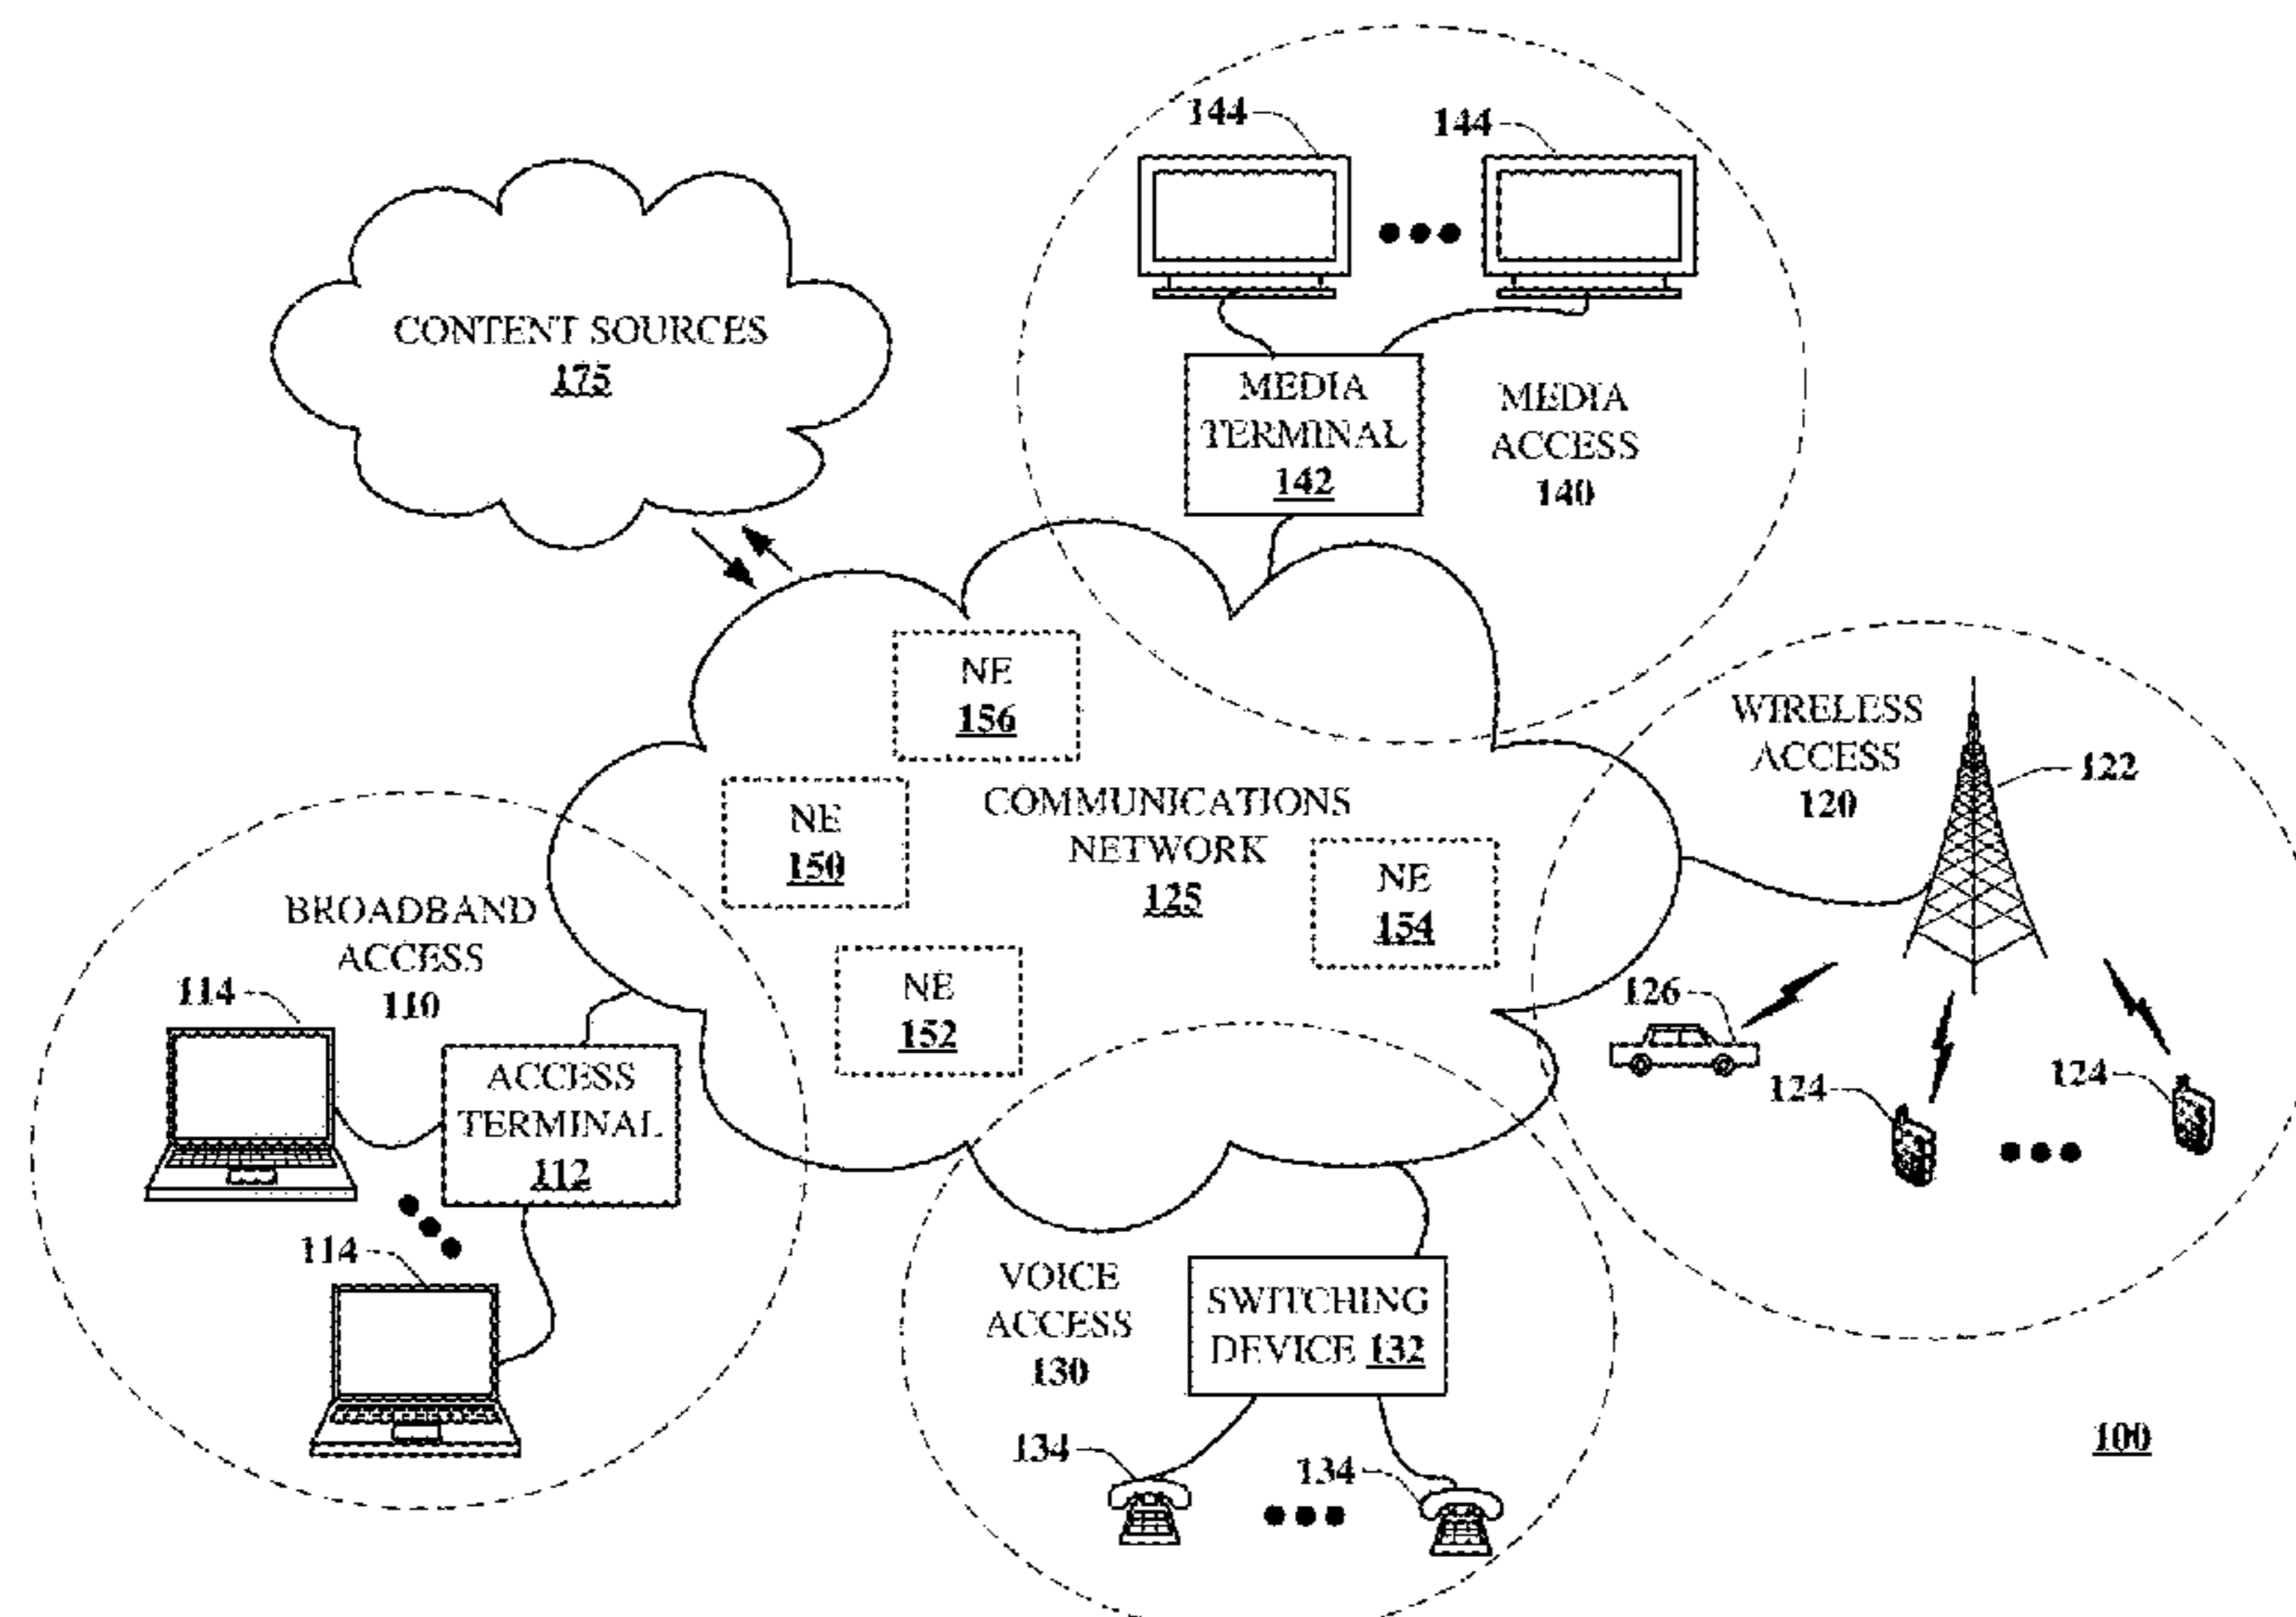 144
144
CONTENT SOURCES
175
MEDIA
TERMINAL
142
MEDIA
ACCESS
140
NE
156
WIRELESS
ACCESS
120
122
NE
150
COMMUNICATIONS
NETWORK
125
NE
154
BROADBAND
ACCESS
110
114
NE
152
126
ACCESS
TERMINAL
112
124
124
114
VOICE
ACCESS
130
SWITCHING
DEVICE 132
134
134
100